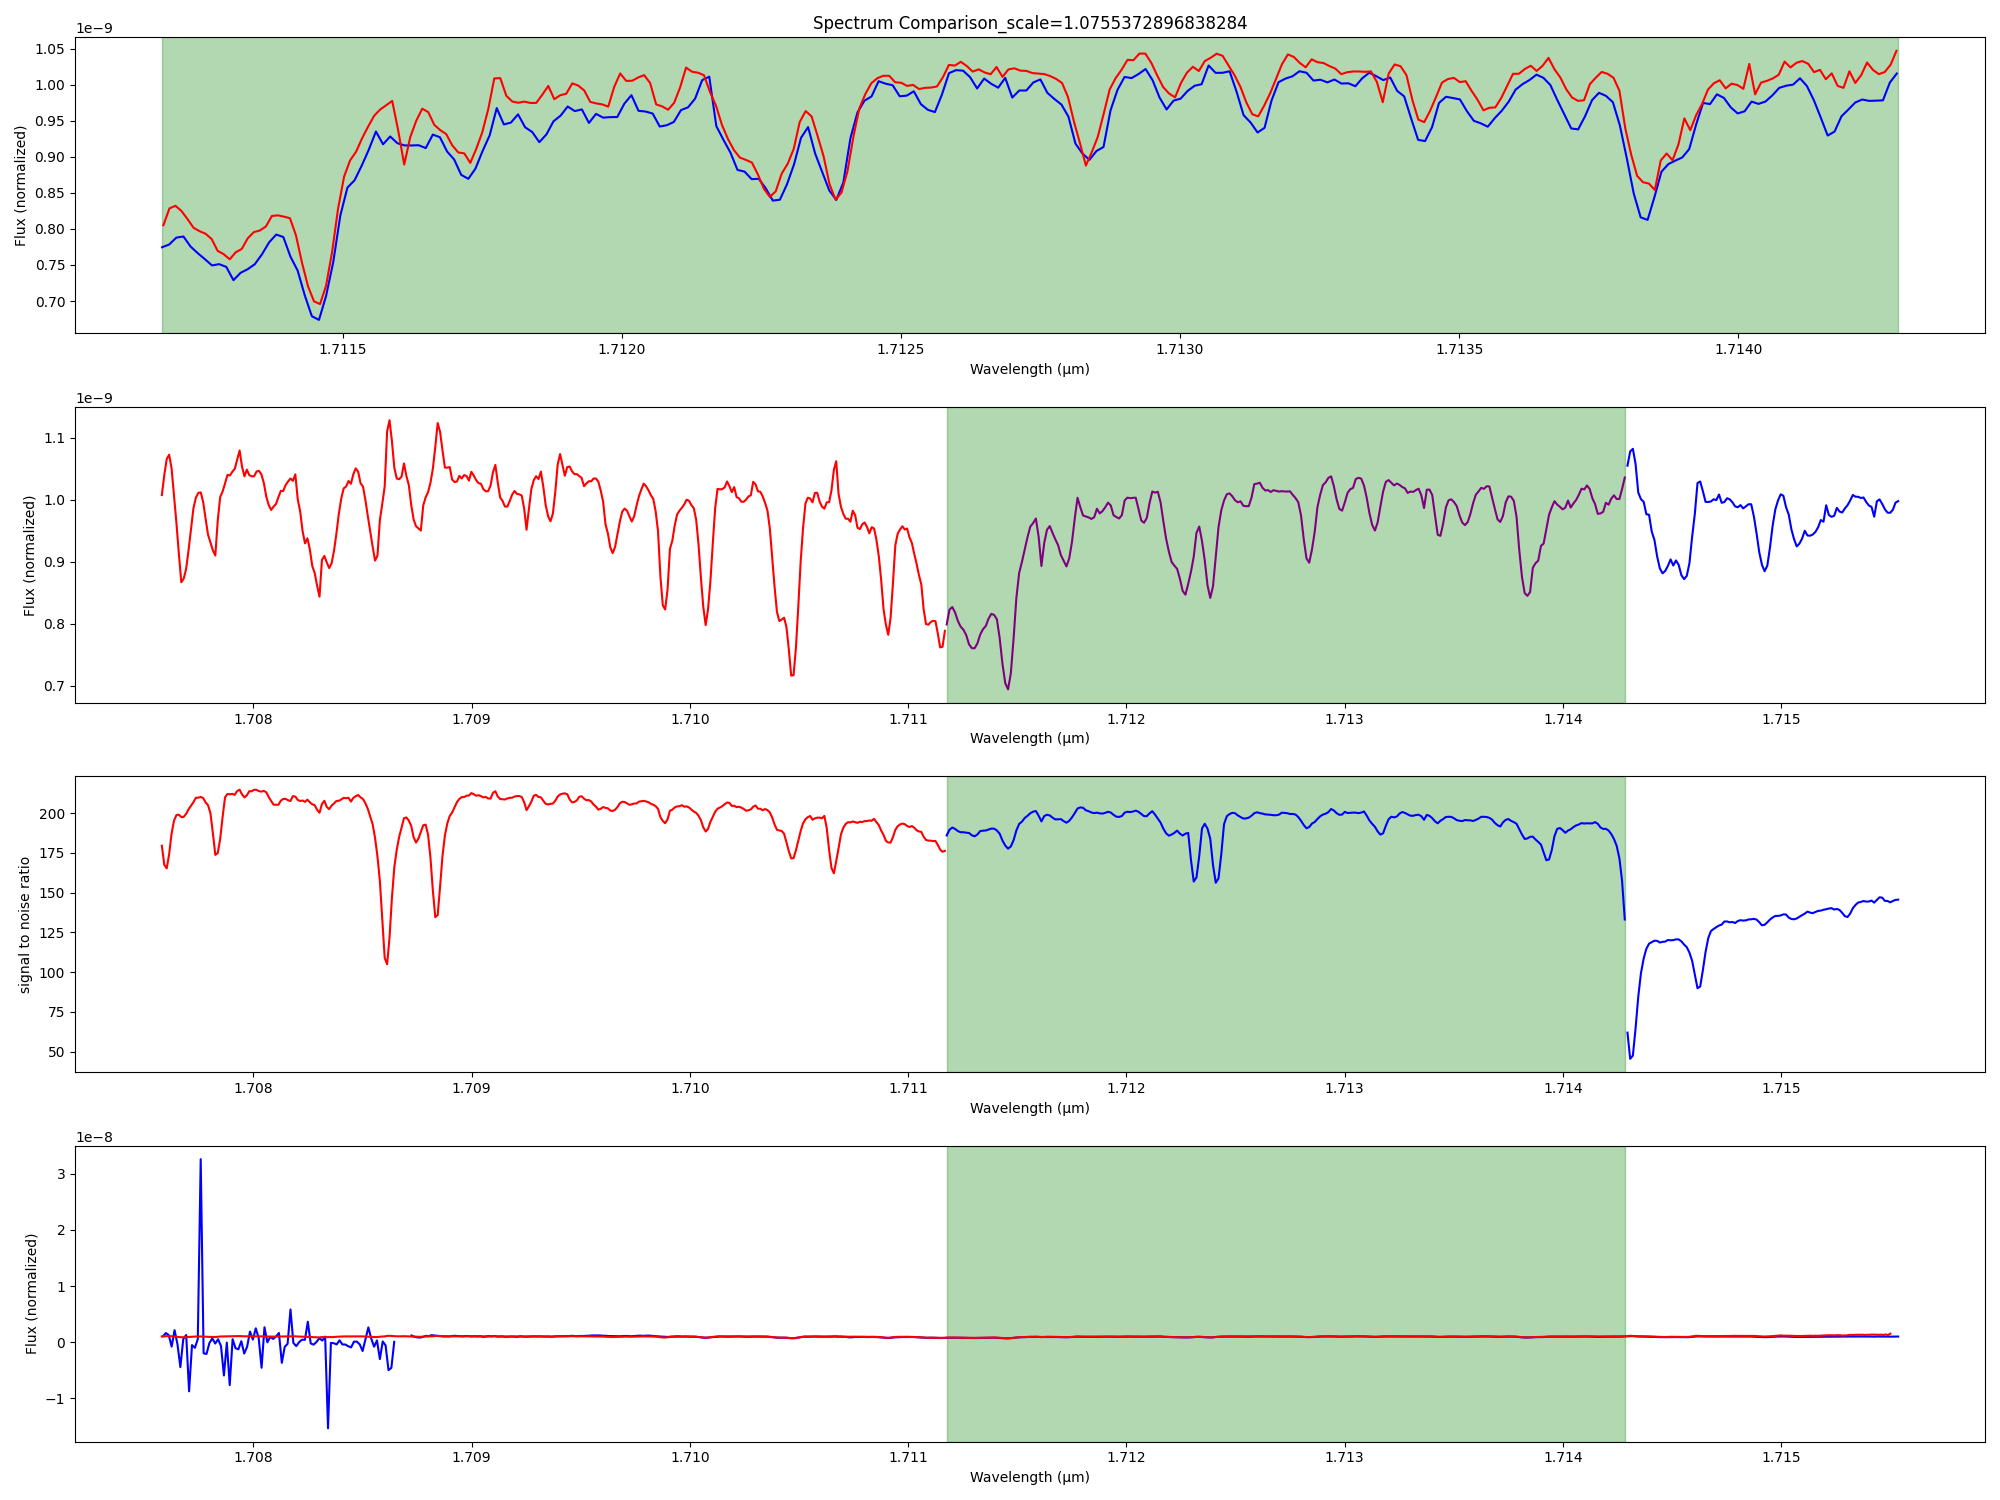 Spectrum Comparison_scale=1.0755372896838284
1e−9
Flux (normalized)
1.05
1.00
0.95
0.90
0.85
0.80
0.75
0.70
1.7115 1.7120 1.7125 1.7130 1.7135 1.7140
Wavelength (μm)
1e−9
Flux (normalized)
1.1
1.0
0.9
0.8
0.7
1.708 1.709 1.710 1.711 1.712 1.713 1.714 1.715
Wavelength (μm)
signal to noise ratio
200
175
150
125
100
75
50
1.708 1.709 1.710 1.711 1.712 1.713 1.714 1.715
Wavelength (μm)
1e−8
Flux (normalized)
3
2
1
0
−1
1.708 1.709 1.710 1.711 1.712 1.713 1.714 1.715
Wavelength (μm)